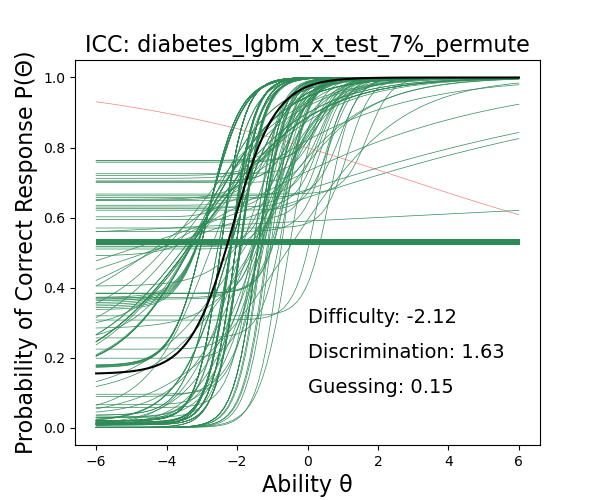 ICC: diabetes_lgbm_x_test_7%_permute
Probability of Correct Response P(Θ)
1.0
0.8
0.6
0.4
0.2
0.0
Difficulty: -2.12
Discrimination: 1.63
Guessing: 0.15
−6 −4 −2 0 2 4 6
Ability θ